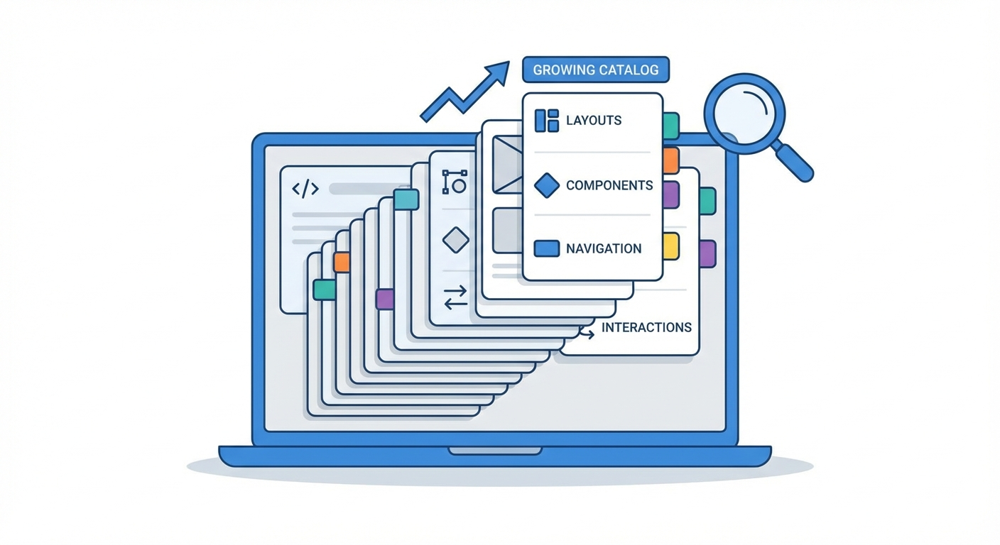 GROWING CATALOG
LAYOUTS
COMPONENTS
NAVIGATION
INTERACTIONS